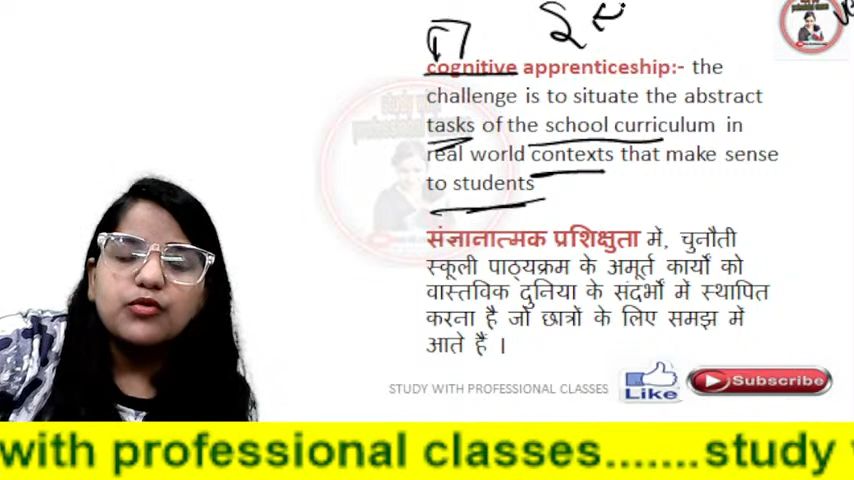 cognitive apprenticeship:- the
challenge is to situate the abstract
tasks of the school curriculum in
real world contexts that make sense
to students
संज्ञानात्मक प्रशिक्षुता में, चुनौती
स्कूली पाठ्यक्रम के अमूर्त कार्यों को
वास्तविक दुनिया के संदर्भों में स्थापित
करना है जो छात्रों के लिए समझ में
आते हैं ।
STUDY WITH PROFESSIONAL CLASSES
Like
Subscribe
with professional classes.......study